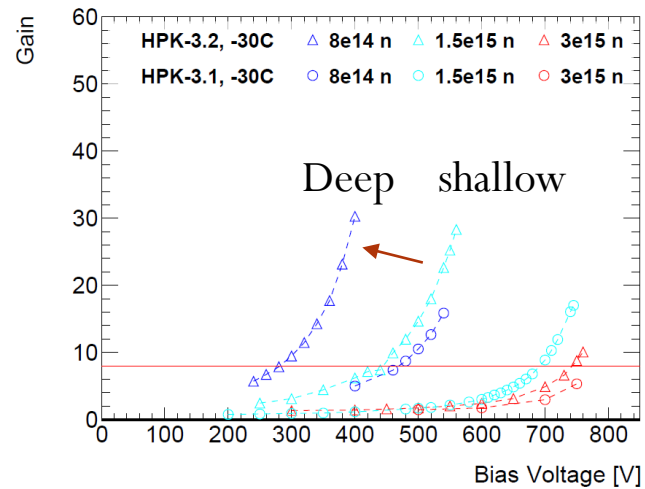 Gain
60
50
40
30
20
10
0
HPK-3.2, -30C 8e14 n 1.5e15 n 3e15 n
HPK-3.1, -30C 8e14 n 1.5e15 n 3e15 n
Deep shallow
0 100 200 300 400 500 600 700 800
Bias Voltage [V]